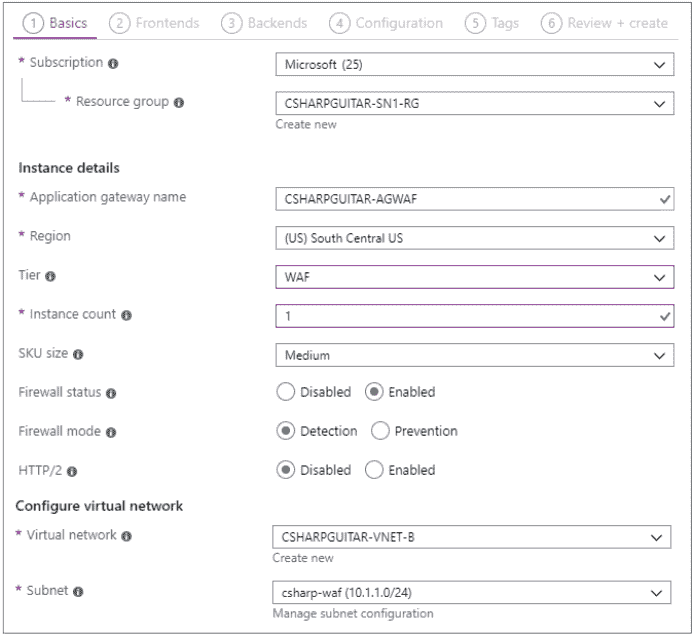 1 Basics 2 Frontends 3 Backends 4 Configuration 5 Tags 6 Review + create
* Subscription Microsoft (25)
* Resource group CSHARPGUITAR-SN1-RG
Create new
Instance details
* Application gateway name CSHARPGUITAR-AGWAF
* Region (US) South Central US
Tier WAF
* Instance count 1
SKU size Medium
Firewall status Disabled Enabled
Firewall mode Detection Prevention
HTTP/2 Disabled Enabled
Configure virtual network
* Virtual network CSHARPGUITAR-VNET-B
Create new
* Subnet csharp-waf (10.1.1.0/24)
Manage subnet configuration